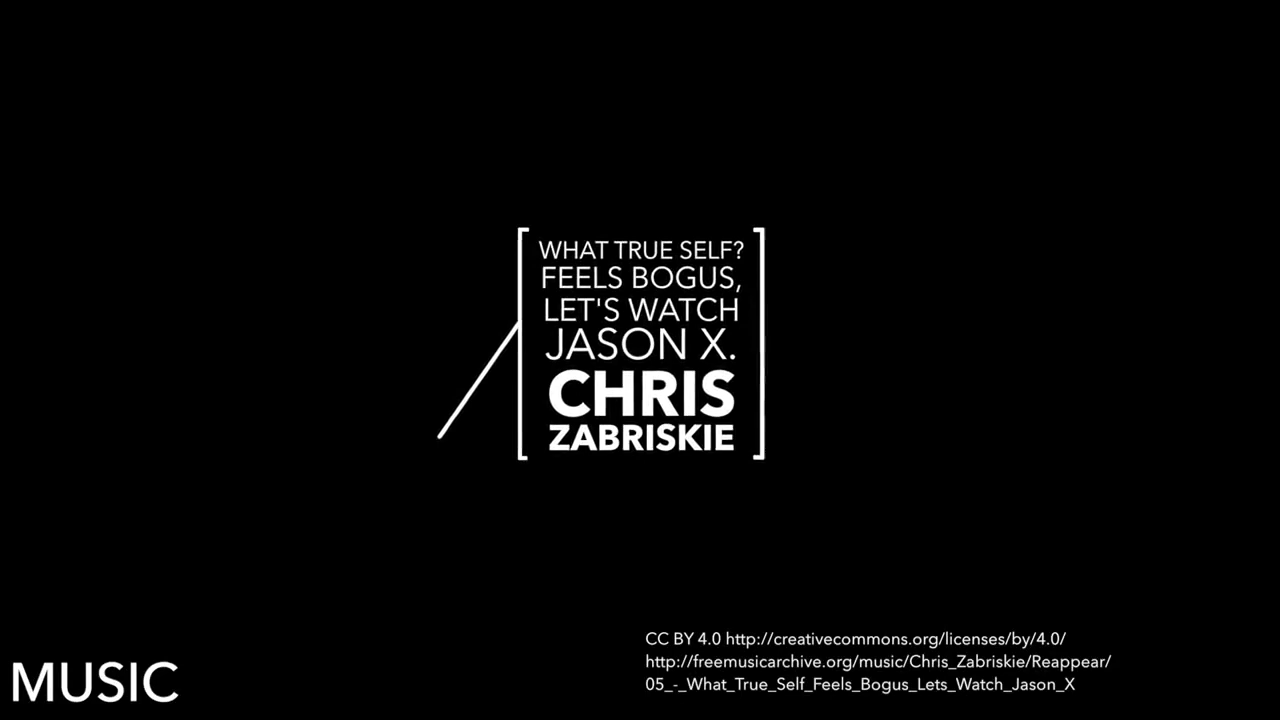 WHAT TRUE SELF?
FEELS BOGUS,
LET'S WATCH
JASON X.
CHRIS
ZABRISKIE
MUSIC
CC BY 4.0 http://creativecommons.org/licenses/by/4.0/
http://freemusicarchive.org/music/Chris_Zabriskie/Reappear/
05_-_What_True_Self_Feels_Bogus_Lets_Watch_Jason_X